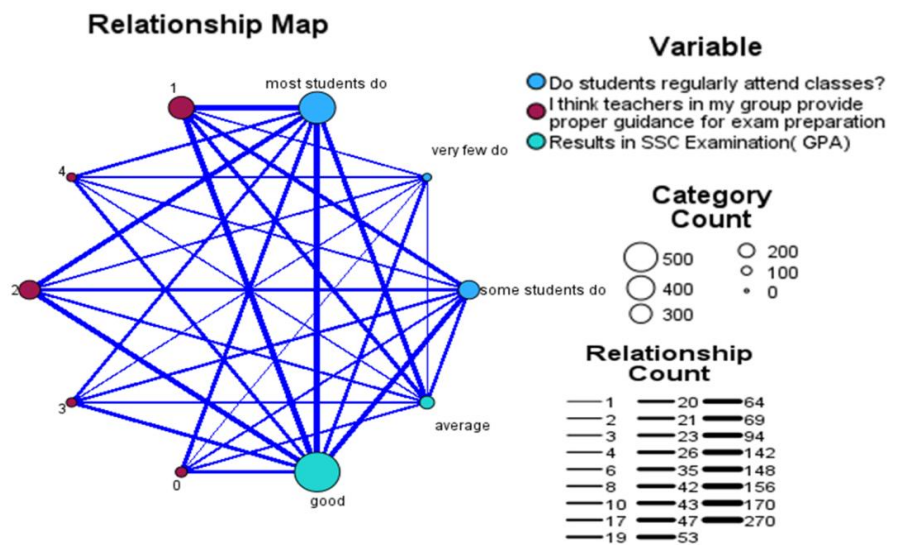 Relationship Map
1
most students do
very few do
4
2
some students do
3
average
0
good
Variable
Do students regularly attend classes?
I think teachers in my group provide
proper guidance for exam preparation
Results in SSC Examination( GPA)
Category
Count
500
400
300
200
100
0
Relationship
Count
1
2
3
4
6
8
10
17
19
20
21
23
26
35
42
43
47
53
64
69
94
142
148
156
170
270